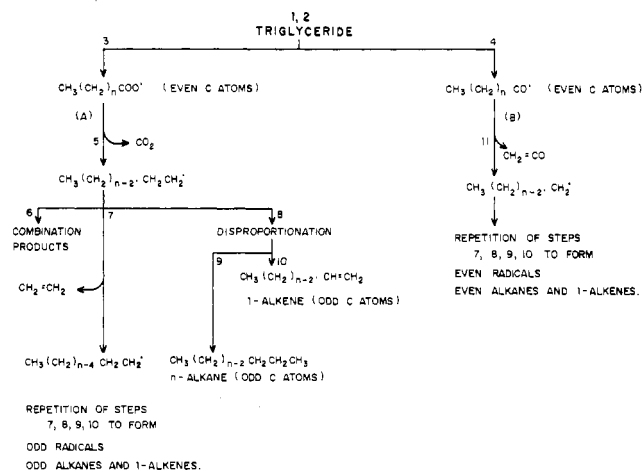 1, 2
TRIGLYCERIDE
3
4
CH3(CH2)nCOO• (EVEN C ATOMS)
CH3(CH2)n CO• (EVEN C ATOMS)
(A)
(B)
5
CO2
11
CH2=CO
CH3(CH2)n-2· CH2CH2•
CH3(CH2)n-2· CH2•
6
7
8
COMBINATION
PRODUCTS
DISPROPORTIONATION
9
10
CH3(CH2)n-2· CH=CH2
1-ALKENE (ODD C ATOMS)
CH2=CH2
REPETITION OF STEPS
7, 8, 9, 10 TO FORM
EVEN RADICALS
EVEN ALKANES AND 1-ALKENES.
CH3(CH2)n-4 CH2CH2•
CH3(CH2)n-2 CH2CH2CH3
n-ALKANE (ODD C ATOMS)
REPETITION OF STEPS
7, 8, 9, 10 TO FORM
ODD RADICALS
ODD ALKANES AND 1-ALKENES.